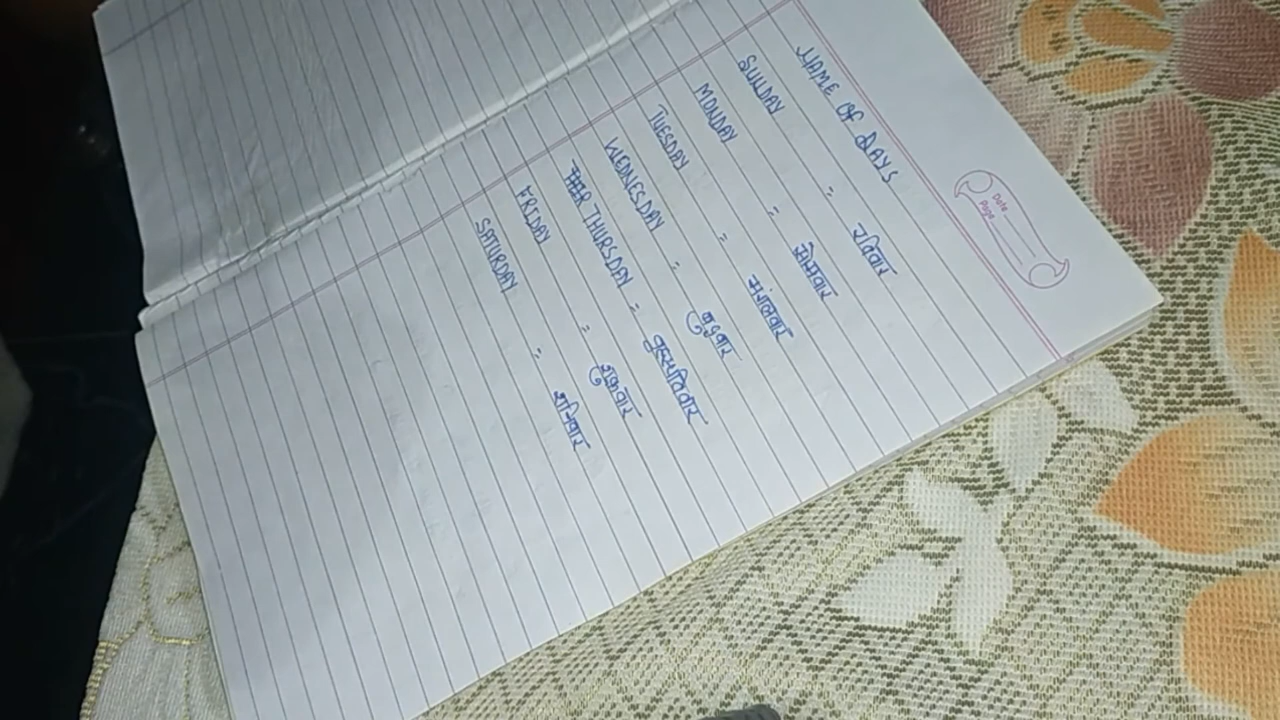 Date
Page
NAME OF DAYS
SUNDAY = रविवार
MONDAY = सोमवार
TUESDAY = मंगलवार
WEDNESDAY = बुधुवार
THURSDAY = वृहस्पतिवार
FRIDAY = शुक्रवार
SATURDAY = शनिवार